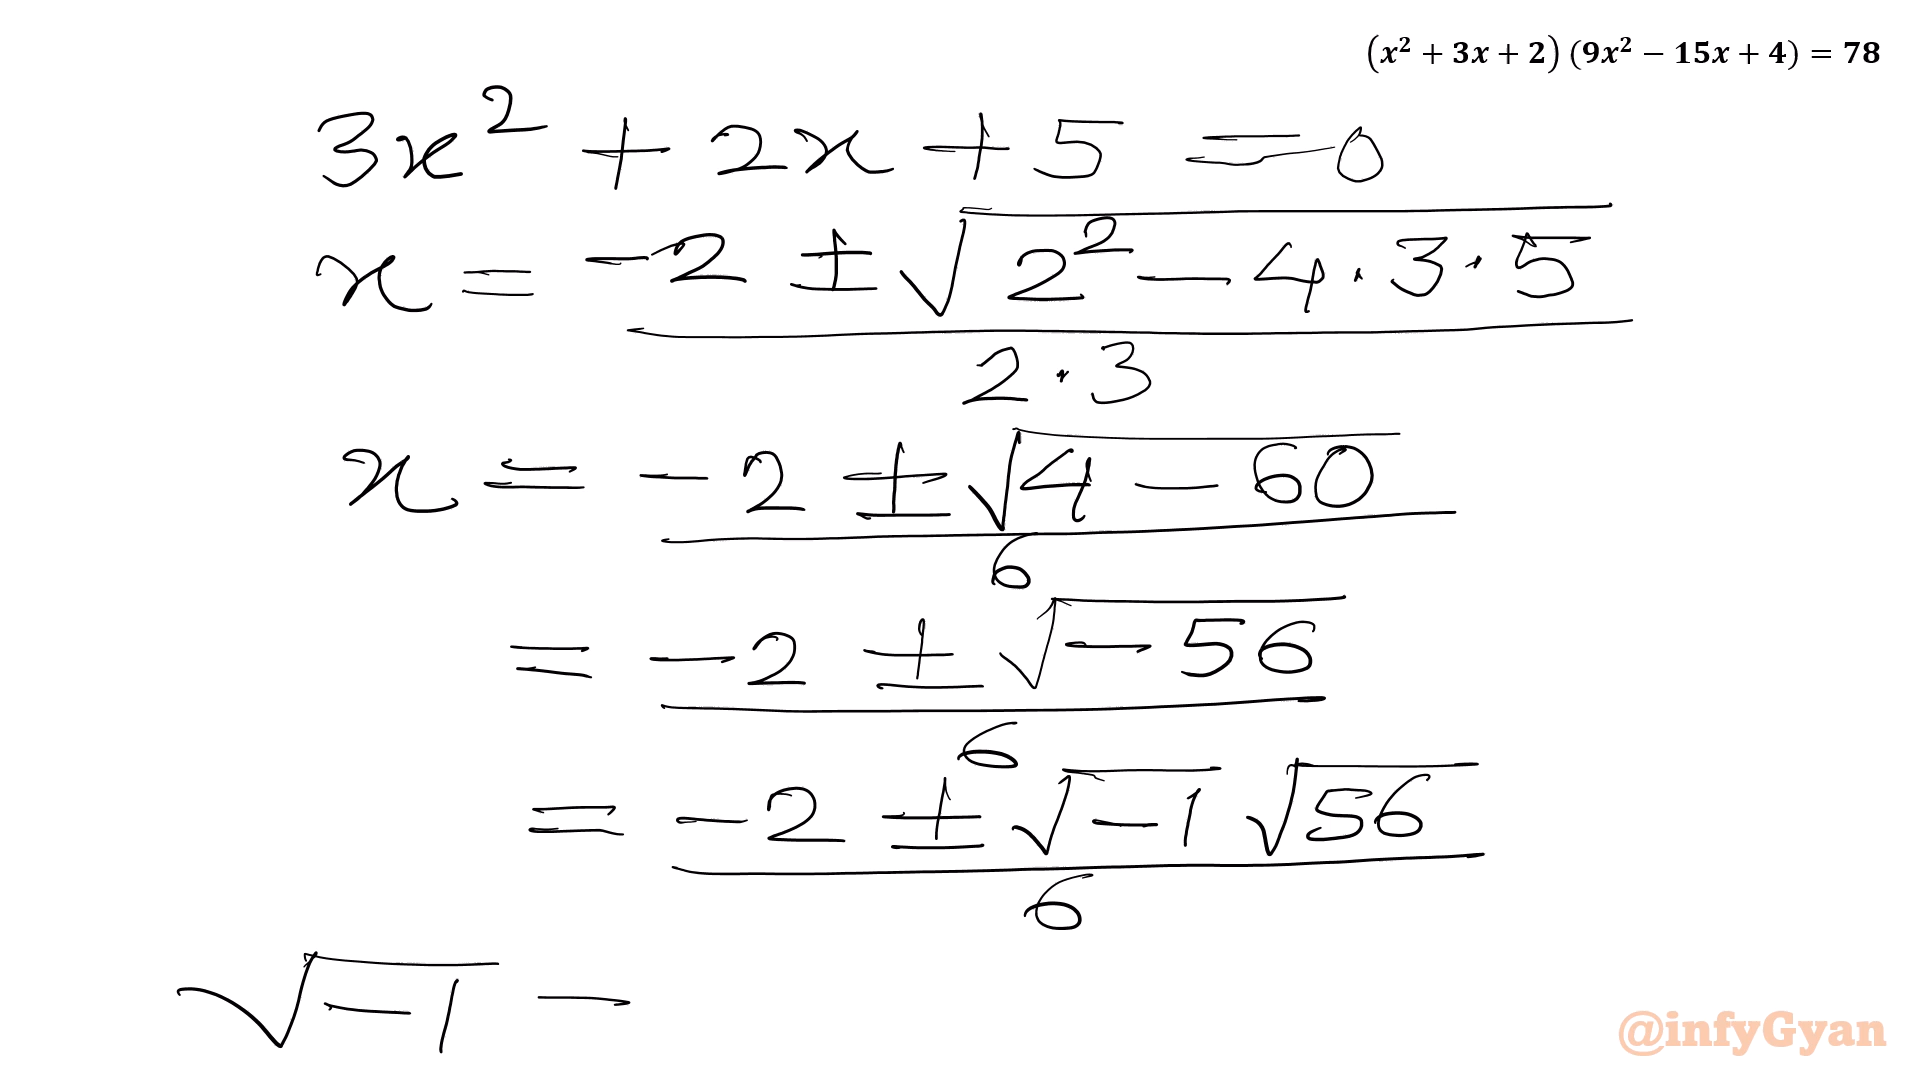 (x² + 3x + 2) (9x² − 15x + 4) = 78
3x² + 2x + 5 = 0
x = −2 ± √(2² − 4 · 3 · 5) / 2 · 3
x = −2 ± √(4 − 60) / 6
= −2 ± √(−56) / 6
= −2 ± √(−1) √56 / 6
√(−1) −
@infyGyan